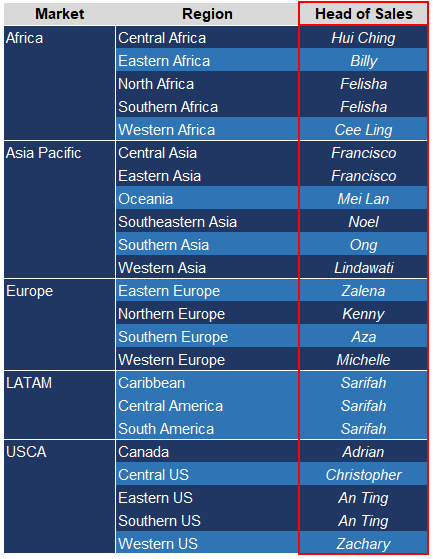 Market Region Head of Sales
Africa Central Africa Hui Ching
Eastern Africa Billy
North Africa Felisha
Southern Africa Felisha
Western Africa Cee Ling
Asia Pacific Central Asia Francisco
Eastern Asia Francisco
Oceania Mei Lan
Southeastern Asia Noel
Southern Asia Ong
Western Asia Lindawati
Europe Eastern Europe Zalena
Northern Europe Kenny
Southern Europe Aza
Western Europe Michelle
LATAM Caribbean Sarifah
Central America Sarifah
South America Sarifah
USCA Canada Adrian
Central US Christopher
Eastern US An Ting
Southern US An Ting
Western US Zachary